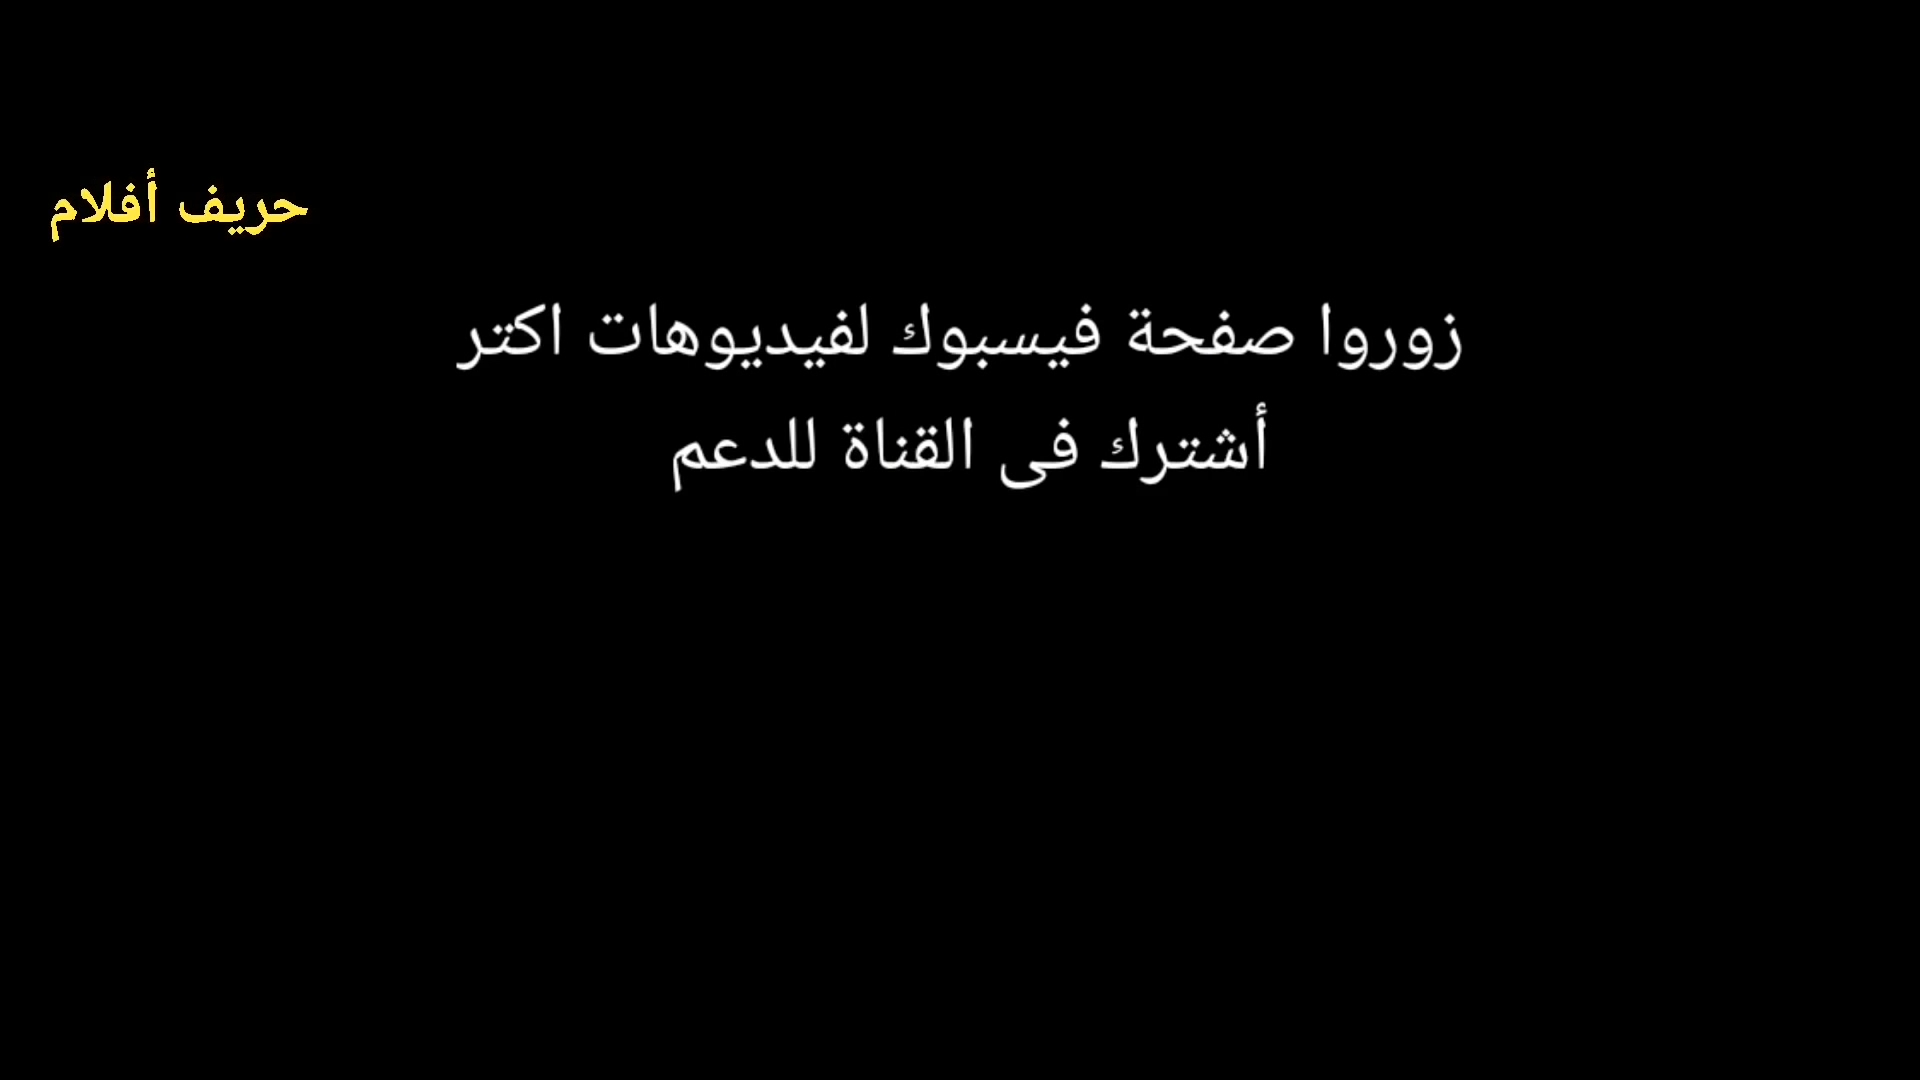 حريف أفلام
زوروا صفحة فيسبوك لفيديوهات اكتر
أشترك فى القناة للدعم